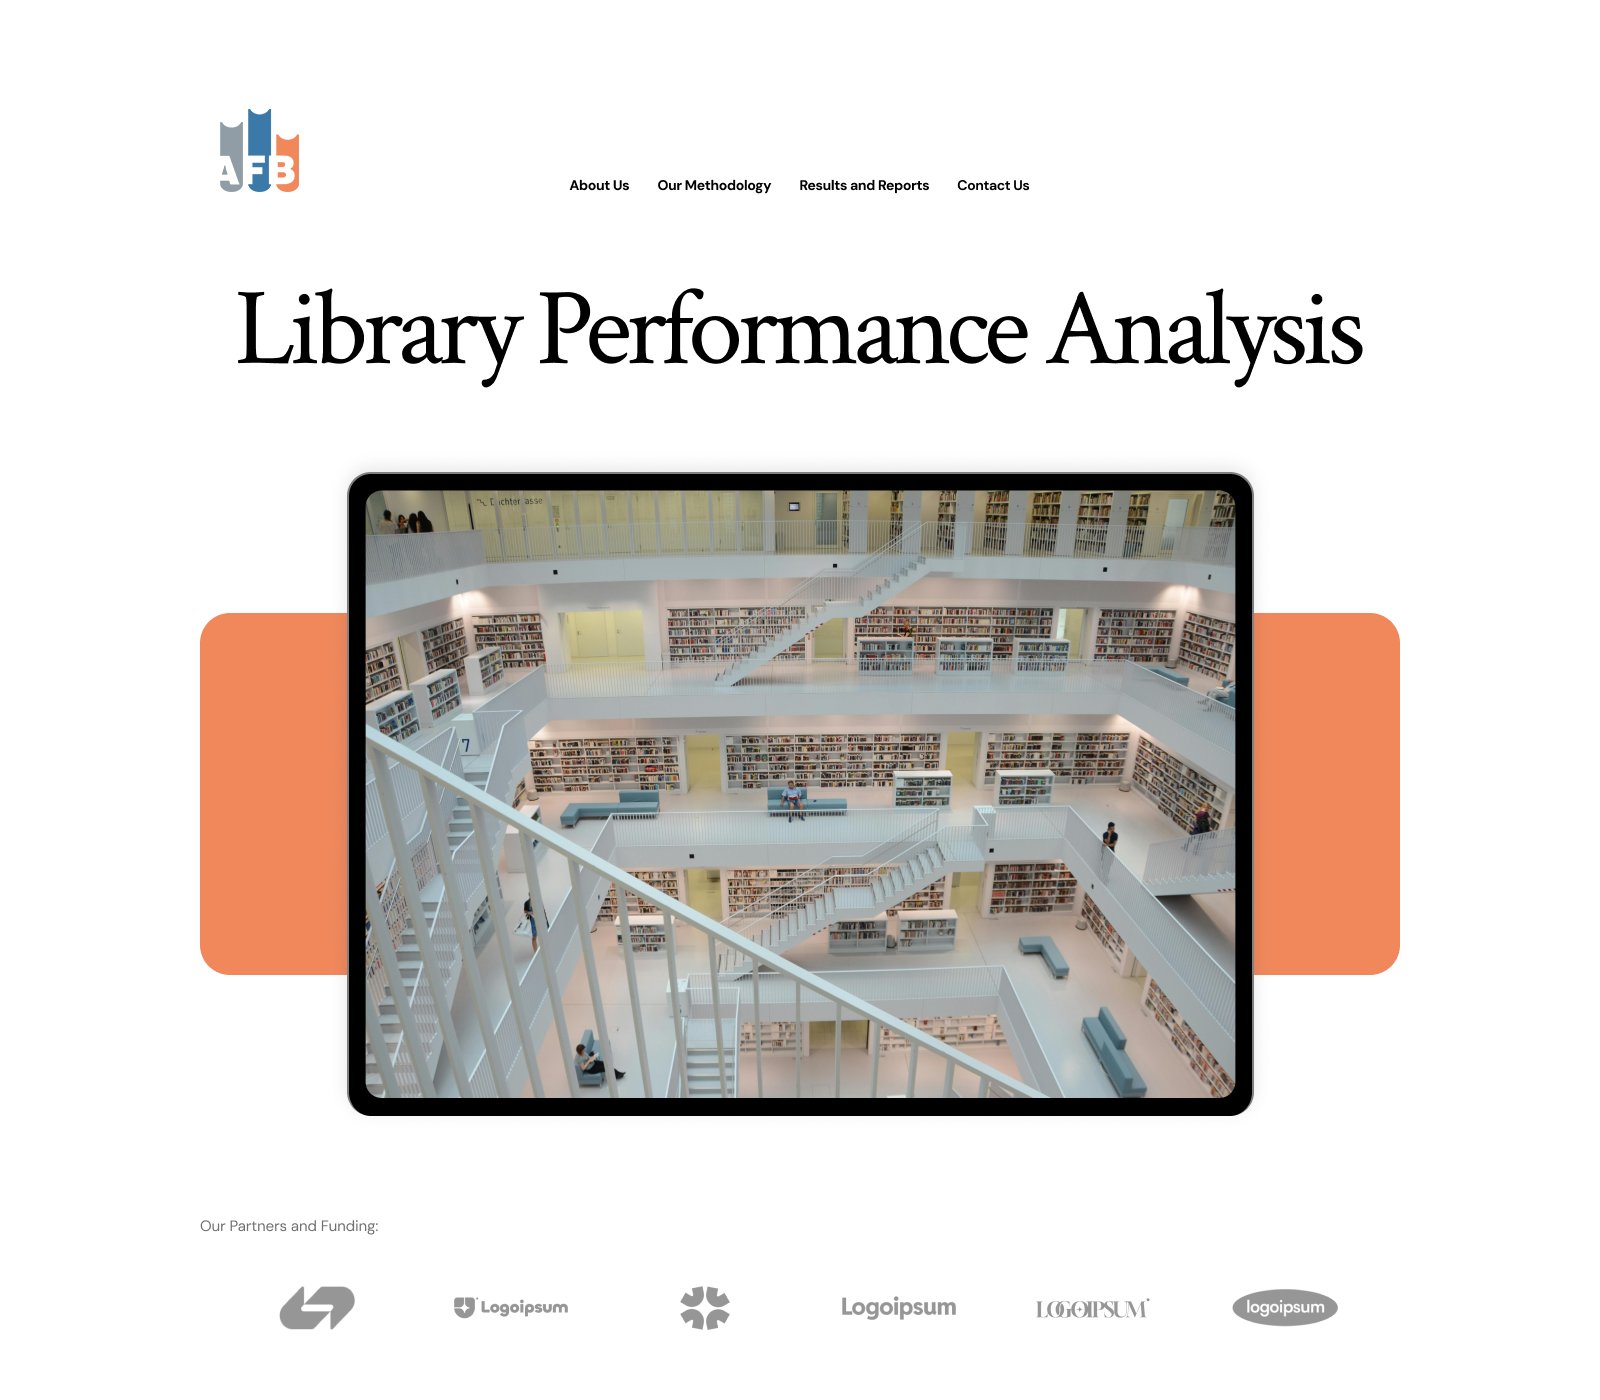 AFB
About Us Our Methodology Results and Reports Contact Us
Library Performance Analysis
7
Our Partners and Funding:
Logoipsum
Logoipsum
LOGOIPSUM
logoipsum